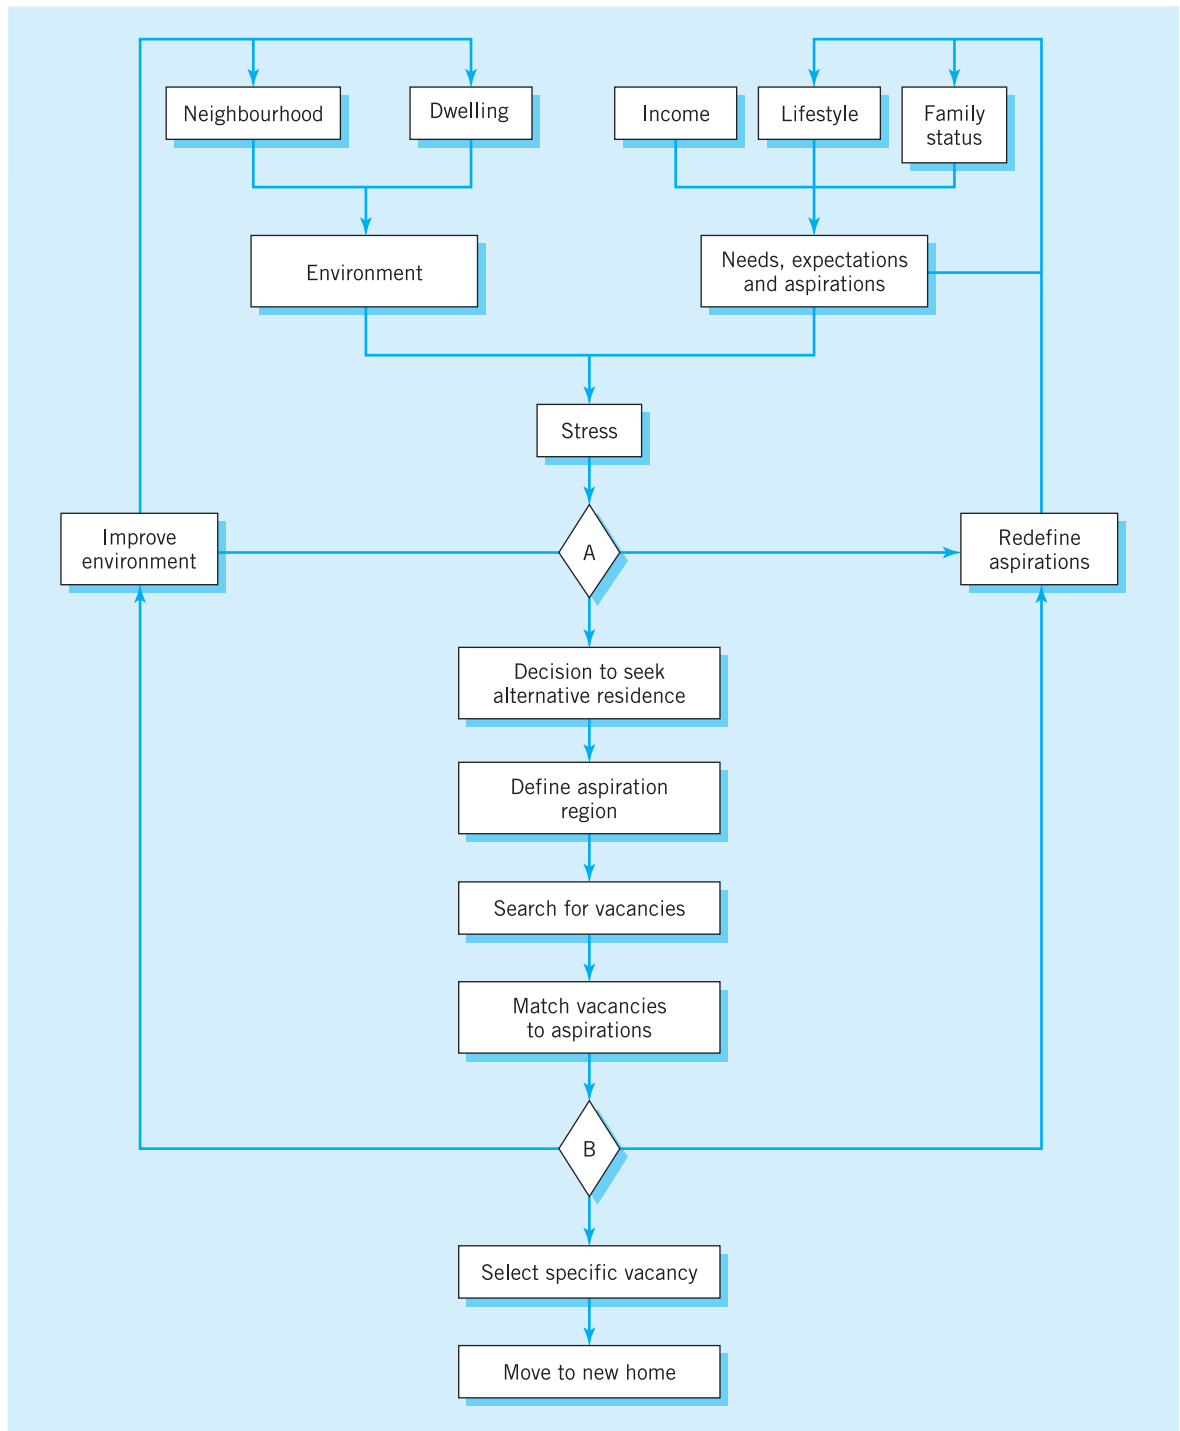 Neighbourhood
Dwelling
Income
Lifestyle
Family
status
Environment
Needs, expectations
and aspirations
Stress
Improve
environment
A
Redefine
aspirations
Decision to seek
alternative residence
Define aspiration
region
Search for vacancies
Match vacancies
to aspirations
B
Select specific vacancy
Move to new home